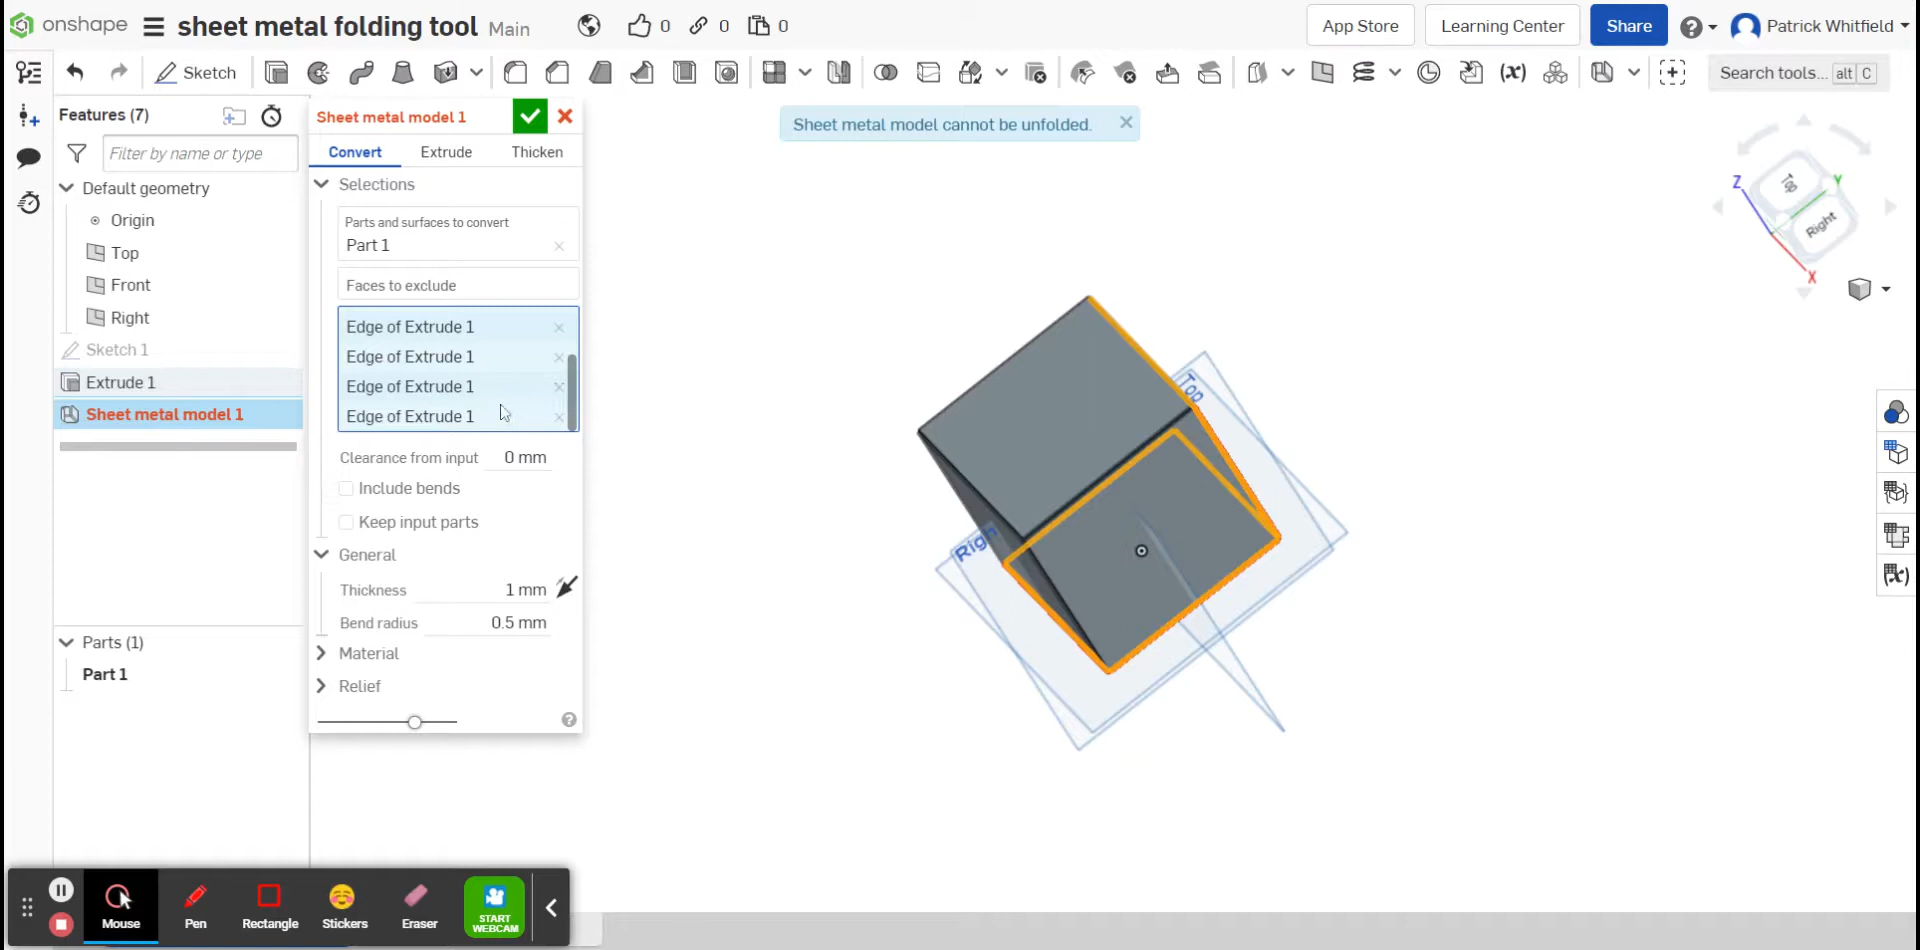 onshape sheet metal folding tool Main 0 0 0 App Store Learning Center Share Patrick Whitfield
Sketch Search tools... alt C
Features (7)
Filter by name or type
Default geometry
Origin
Top
Front
Right
Sketch 1
Extrude 1
Sheet metal model 1
Parts (1)
Part 1
Sheet metal model 1
Convert Extrude Thicken
Selections
Parts and surfaces to convert
Part 1
Faces to exclude
Edge of Extrude 1
Edge of Extrude 1
Edge of Extrude 1
Edge of Extrude 1
Clearance from input 0 mm
Include bends
Keep input parts
General
Thickness 1 mm
Bend radius 0.5 mm
Material
Relief
Sheet metal model cannot be unfolded.
Top
Righ
Z Top Y
Right
X
Mouse Pen Rectangle Stickers Eraser START
WEBCAM